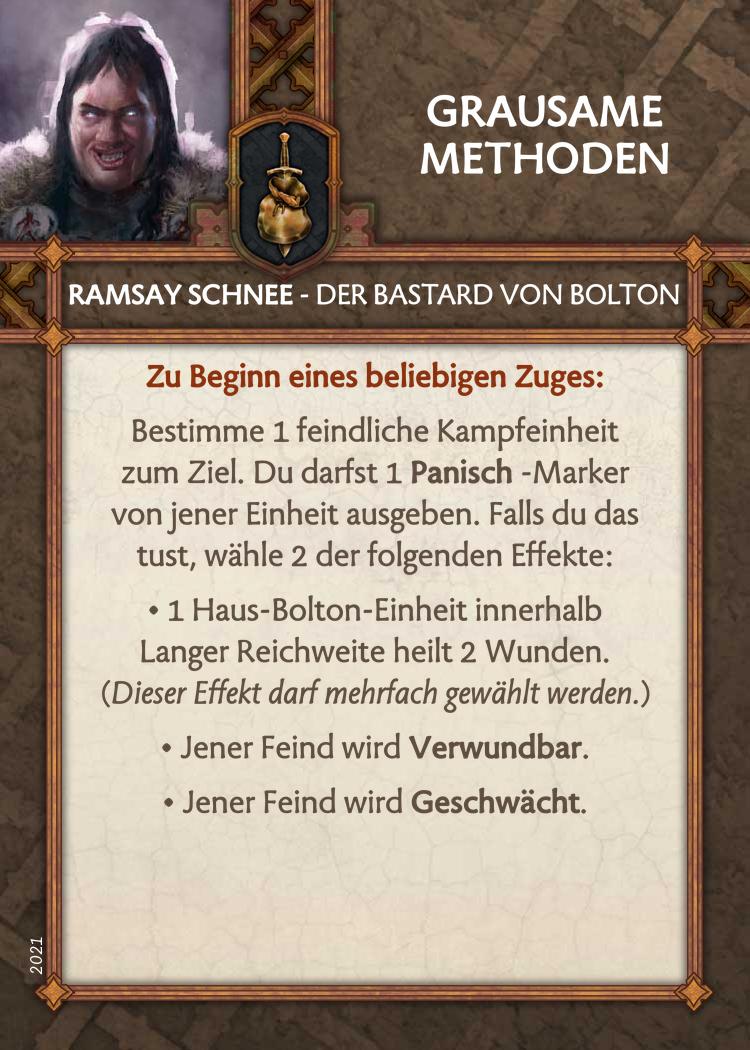 GRAUSAME
METHODEN
RAMSAY SCHNEE - DER BASTARD VON BOLTON
Zu Beginn eines beliebigen Zuges:
Bestimme 1 feindliche Kampfeinheit
zum Ziel. Du darfst 1 Panisch -Marker
von jener Einheit ausgeben. Falls du das
tust, wähle 2 der folgenden Effekte:
• 1 Haus-Bolton-Einheit innerhalb
Langer Reichweite heilt 2 Wunden.
(Dieser Effekt darf mehrfach gewählt werden.)
• Jener Feind wird Verwundbar.
• Jener Feind wird Geschwächt.
2021